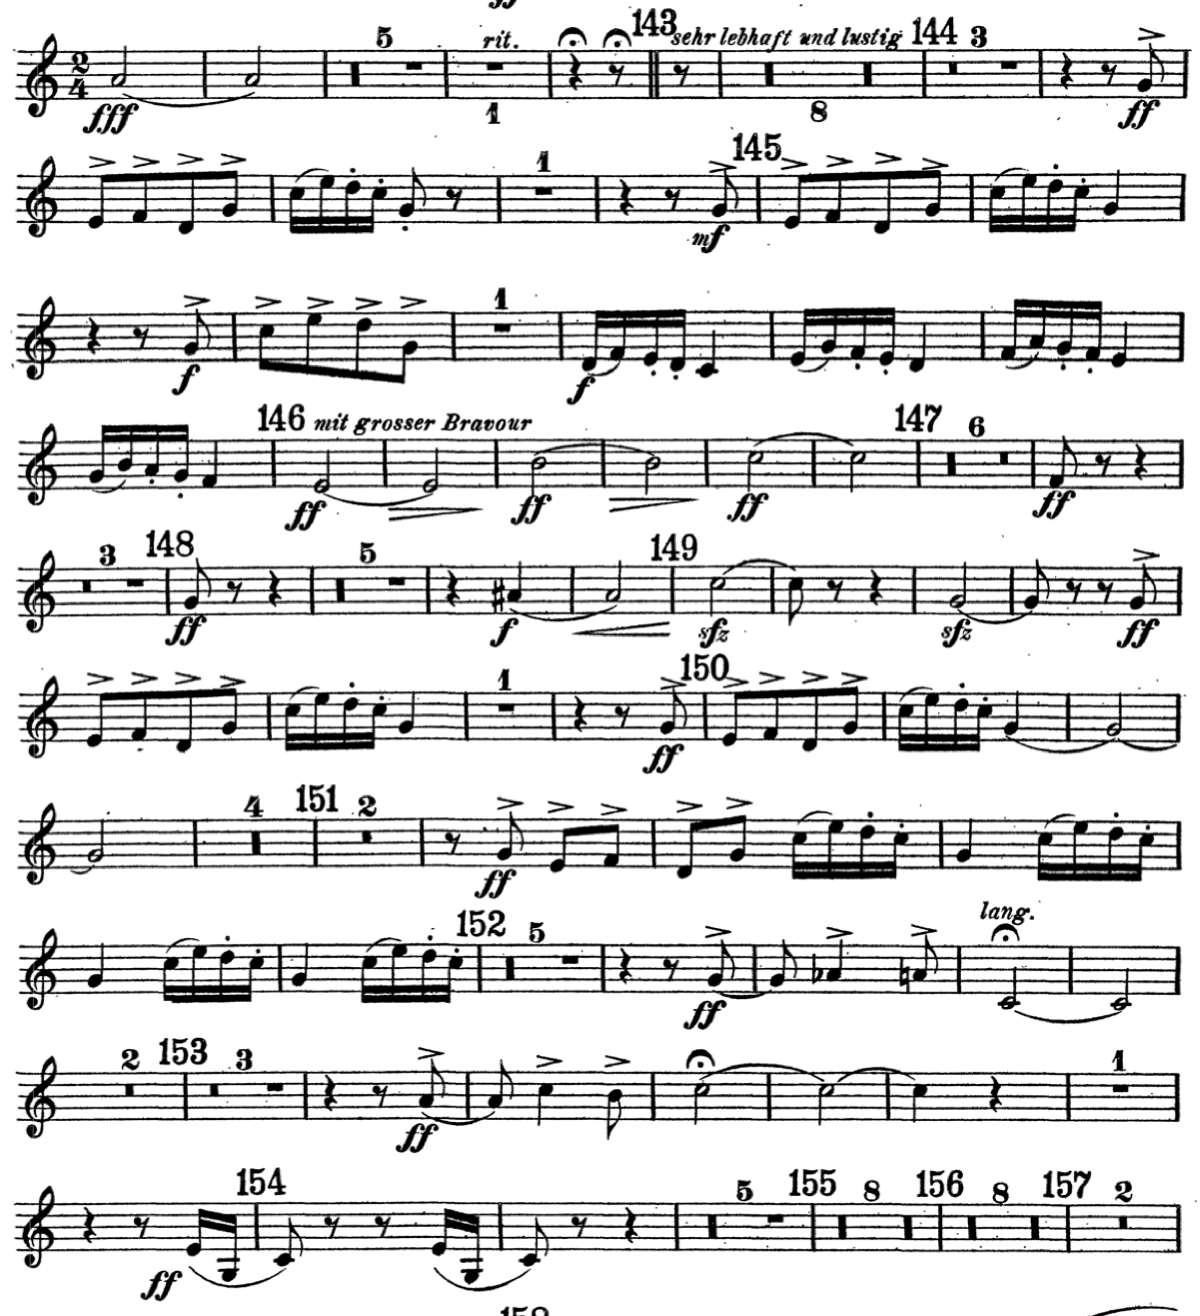 5 rit. 143 sehr lebhaft und lustig 144 3
fff 1 8 ff
1 145
mf
1
f f
146 mit grosser Bravour 147 6
ff ff ff ff
3 148 5 149
ff f sfz sfz ff
1 150
ff
4 151 2
ff
152 5 lang.
ff
2 153 3 1
ff
154 5 155 8 156 8 157 2
ff